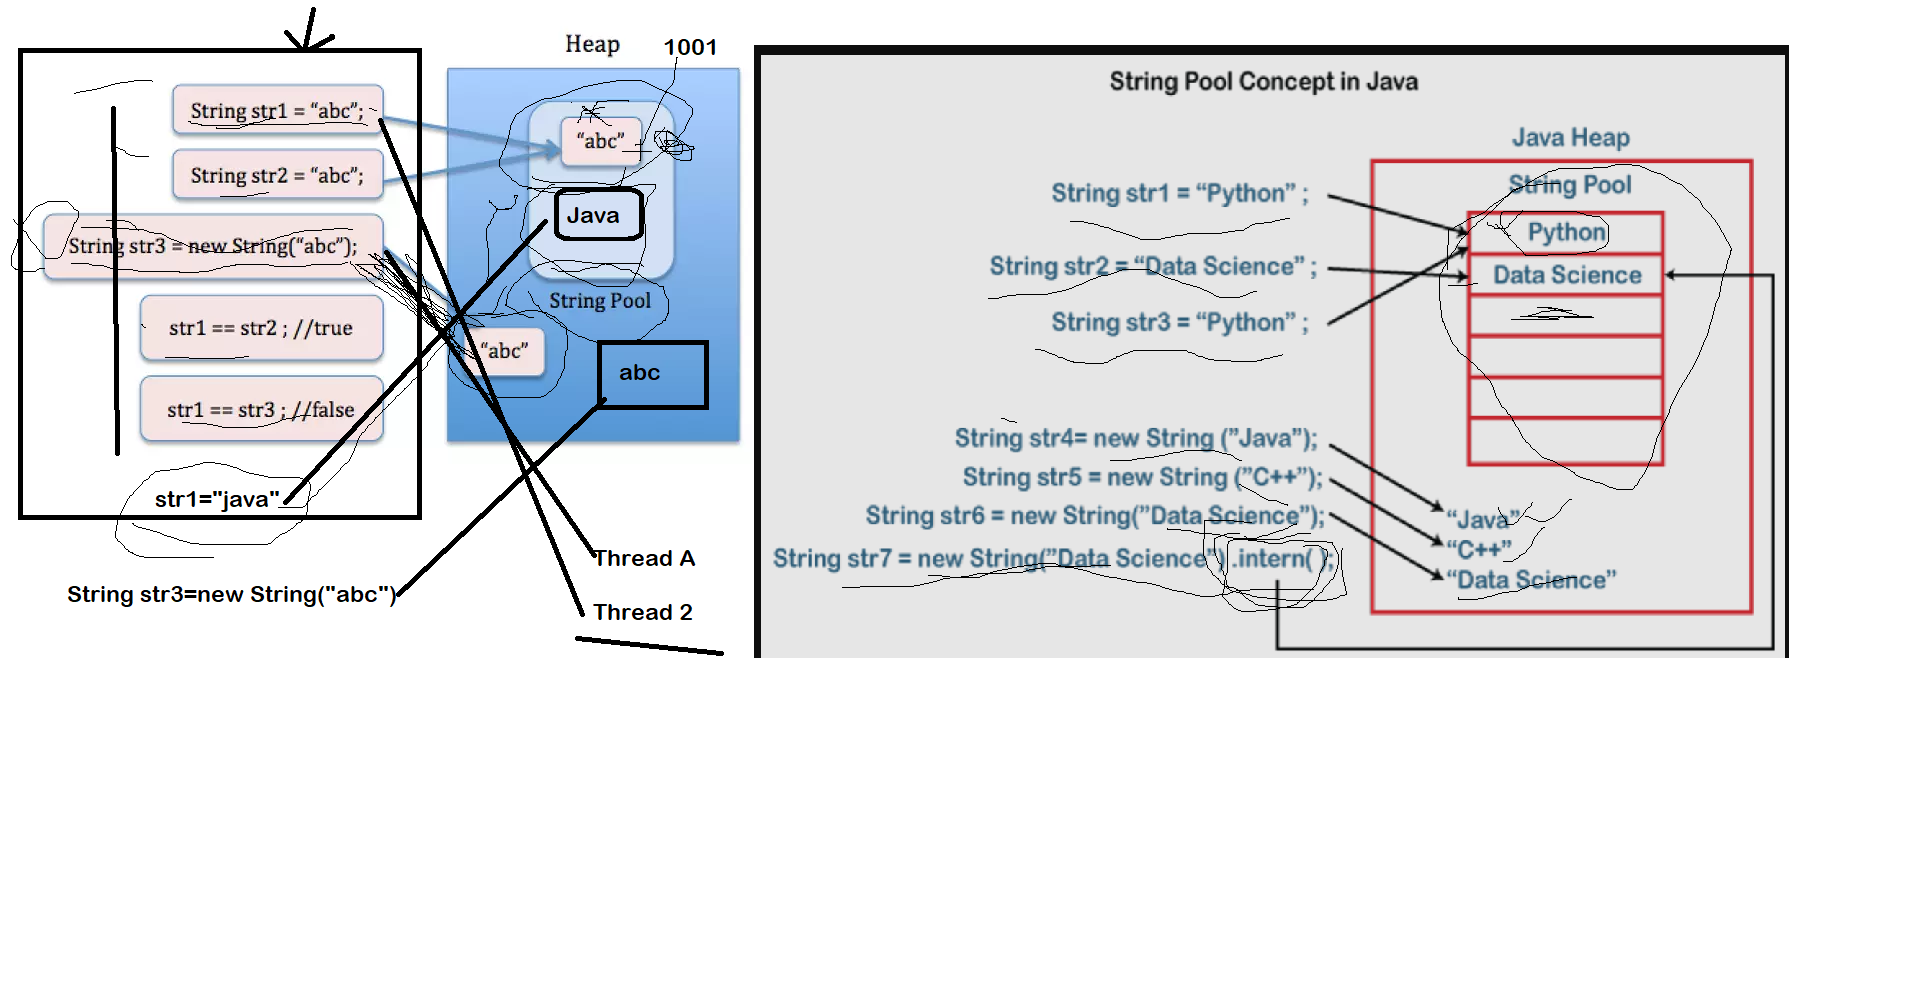 Heap
1001
String str1 = “abc”;
String str2 = “abc”;
String str3 = new String(“abc”);
str1 == str2 ; //true
str1 == str3 ; //false
str1="java"
“abc”
Java
String Pool
“abc”
abc
Thread A
String str3=new String("abc")
Thread 2
String Pool Concept in Java
Java Heap
String Pool
String str1 = “Python” ;
Python
String str2 = “Data Science” ;
Data Science
String str3 = “Python” ;
String str4= new String (”Java”);
String str5 = new String (”C++”);
String str6 = new String(”Data Science”);
String str7 = new String(”Data Science”) .intern( );
“Java”
“C++”
“Data Science”